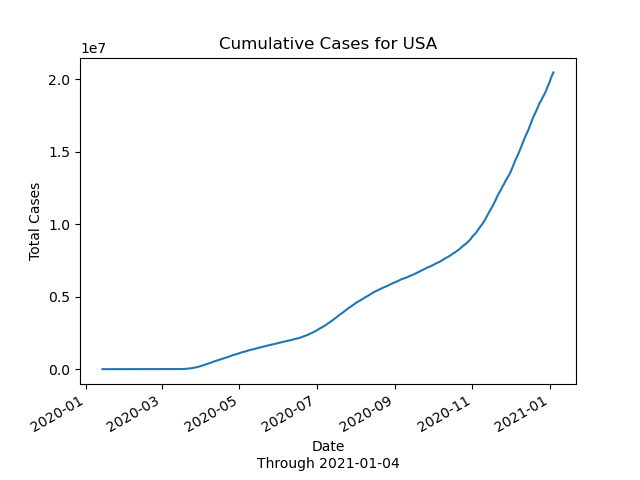 Cumulative Cases for USA
1e7
2.0
1.5
1.0
0.5
0.0
Total Cases
2020-01
2020-03
2020-05
2020-07
2020-09
2020-11
2021-01
Date
Through 2021-01-04